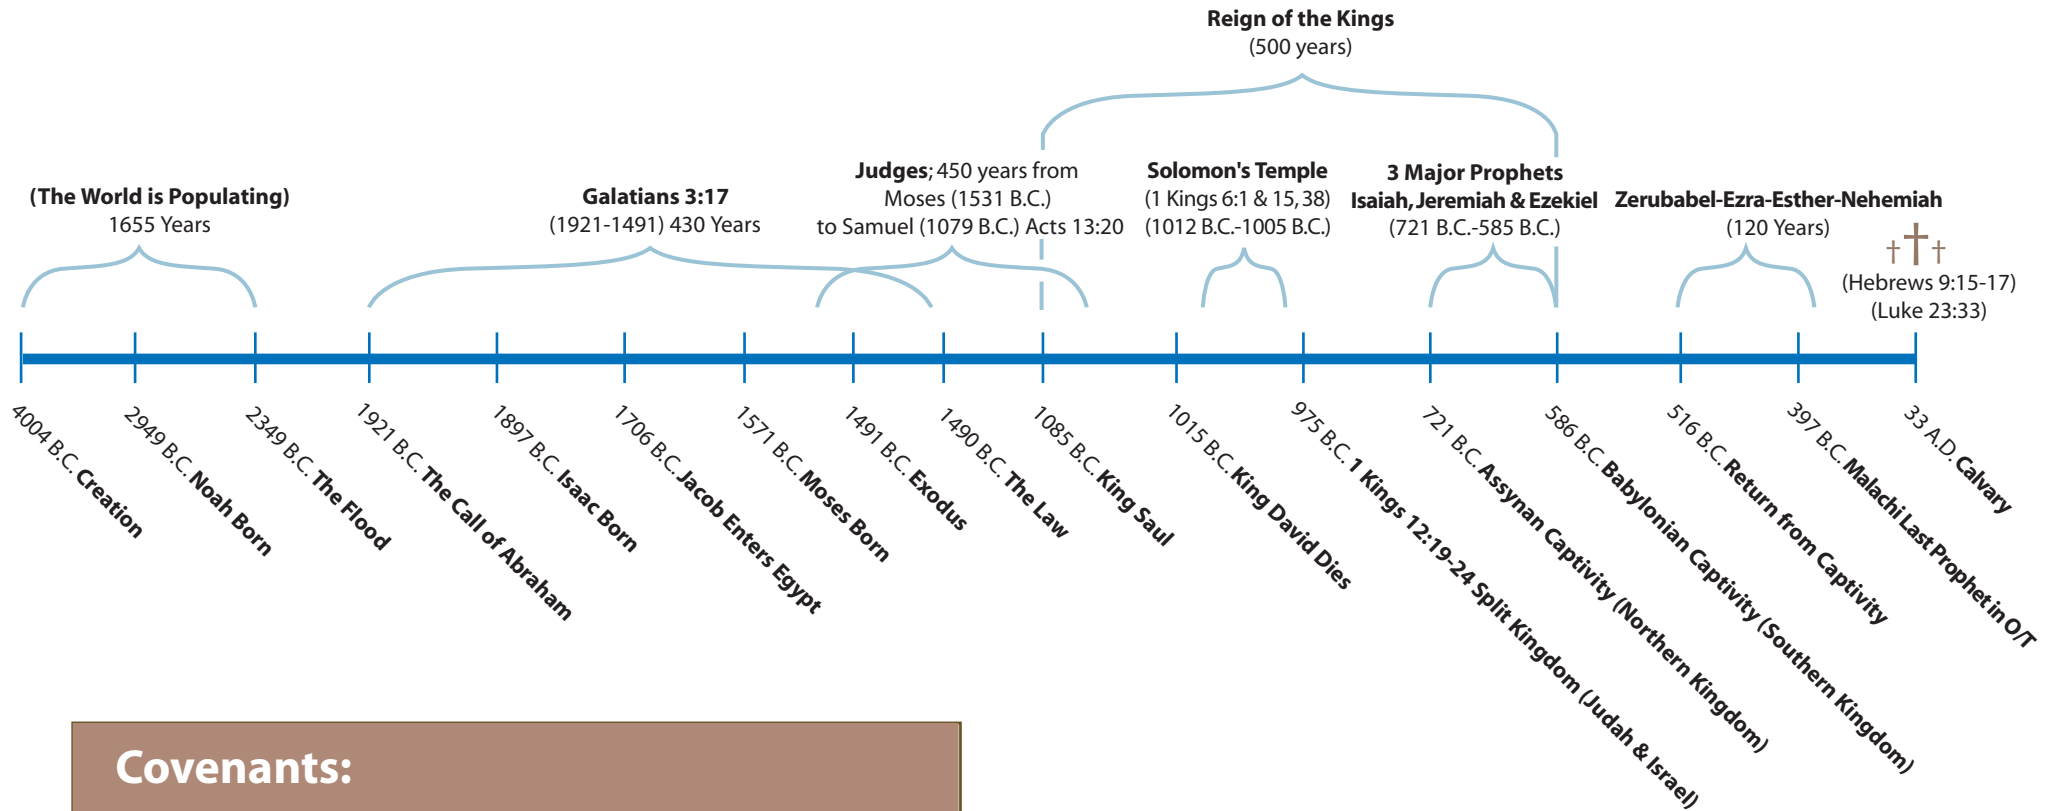 Reign of the Kings
(500 years)
(The World is Populating)
1655 Years
Galatians 3:17
(1921-1491) 430 Years
Judges; 450 years from
Moses (1531 B.C.)
to Samuel (1079 B.C.) Acts 13:20
Solomon's Temple
(1 Kings 6:1 & 15, 38)
(1012 B.C.-1005 B.C.)
3 Major Prophets
Isaiah, Jeremiah & Ezekiel
(721 B.C.-585 B.C.)
Zerubabel-Ezra-Esther-Nehemiah
(120 Years)
(Hebrews 9:15-17)
(Luke 23:33)
4004 B.C. Creation
2949 B.C. Noah Born
2349 B.C. The Flood
1921 B.C. The Call of Abraham
1897 B.C. Isaac Born
1706 B.C. Jacob Enters Egypt
1571 B.C. Moses Born
1491 B.C. Exodus
1490 B.C. The Law
1085 B.C. King Saul
1015 B.C. King David Dies
975 B.C. 1 Kings 12:19-24 Split Kingdom (Judah & Israel)
721 B.C. Assynan Captivity (Northern Kingdom)
586 B.C. Babylonian Captivity (Southern Kingdom)
516 B.C. Return from Captivity
397 B.C. Malachi Last Prophet in O/T
33 A.D. Calvary
Covenants: